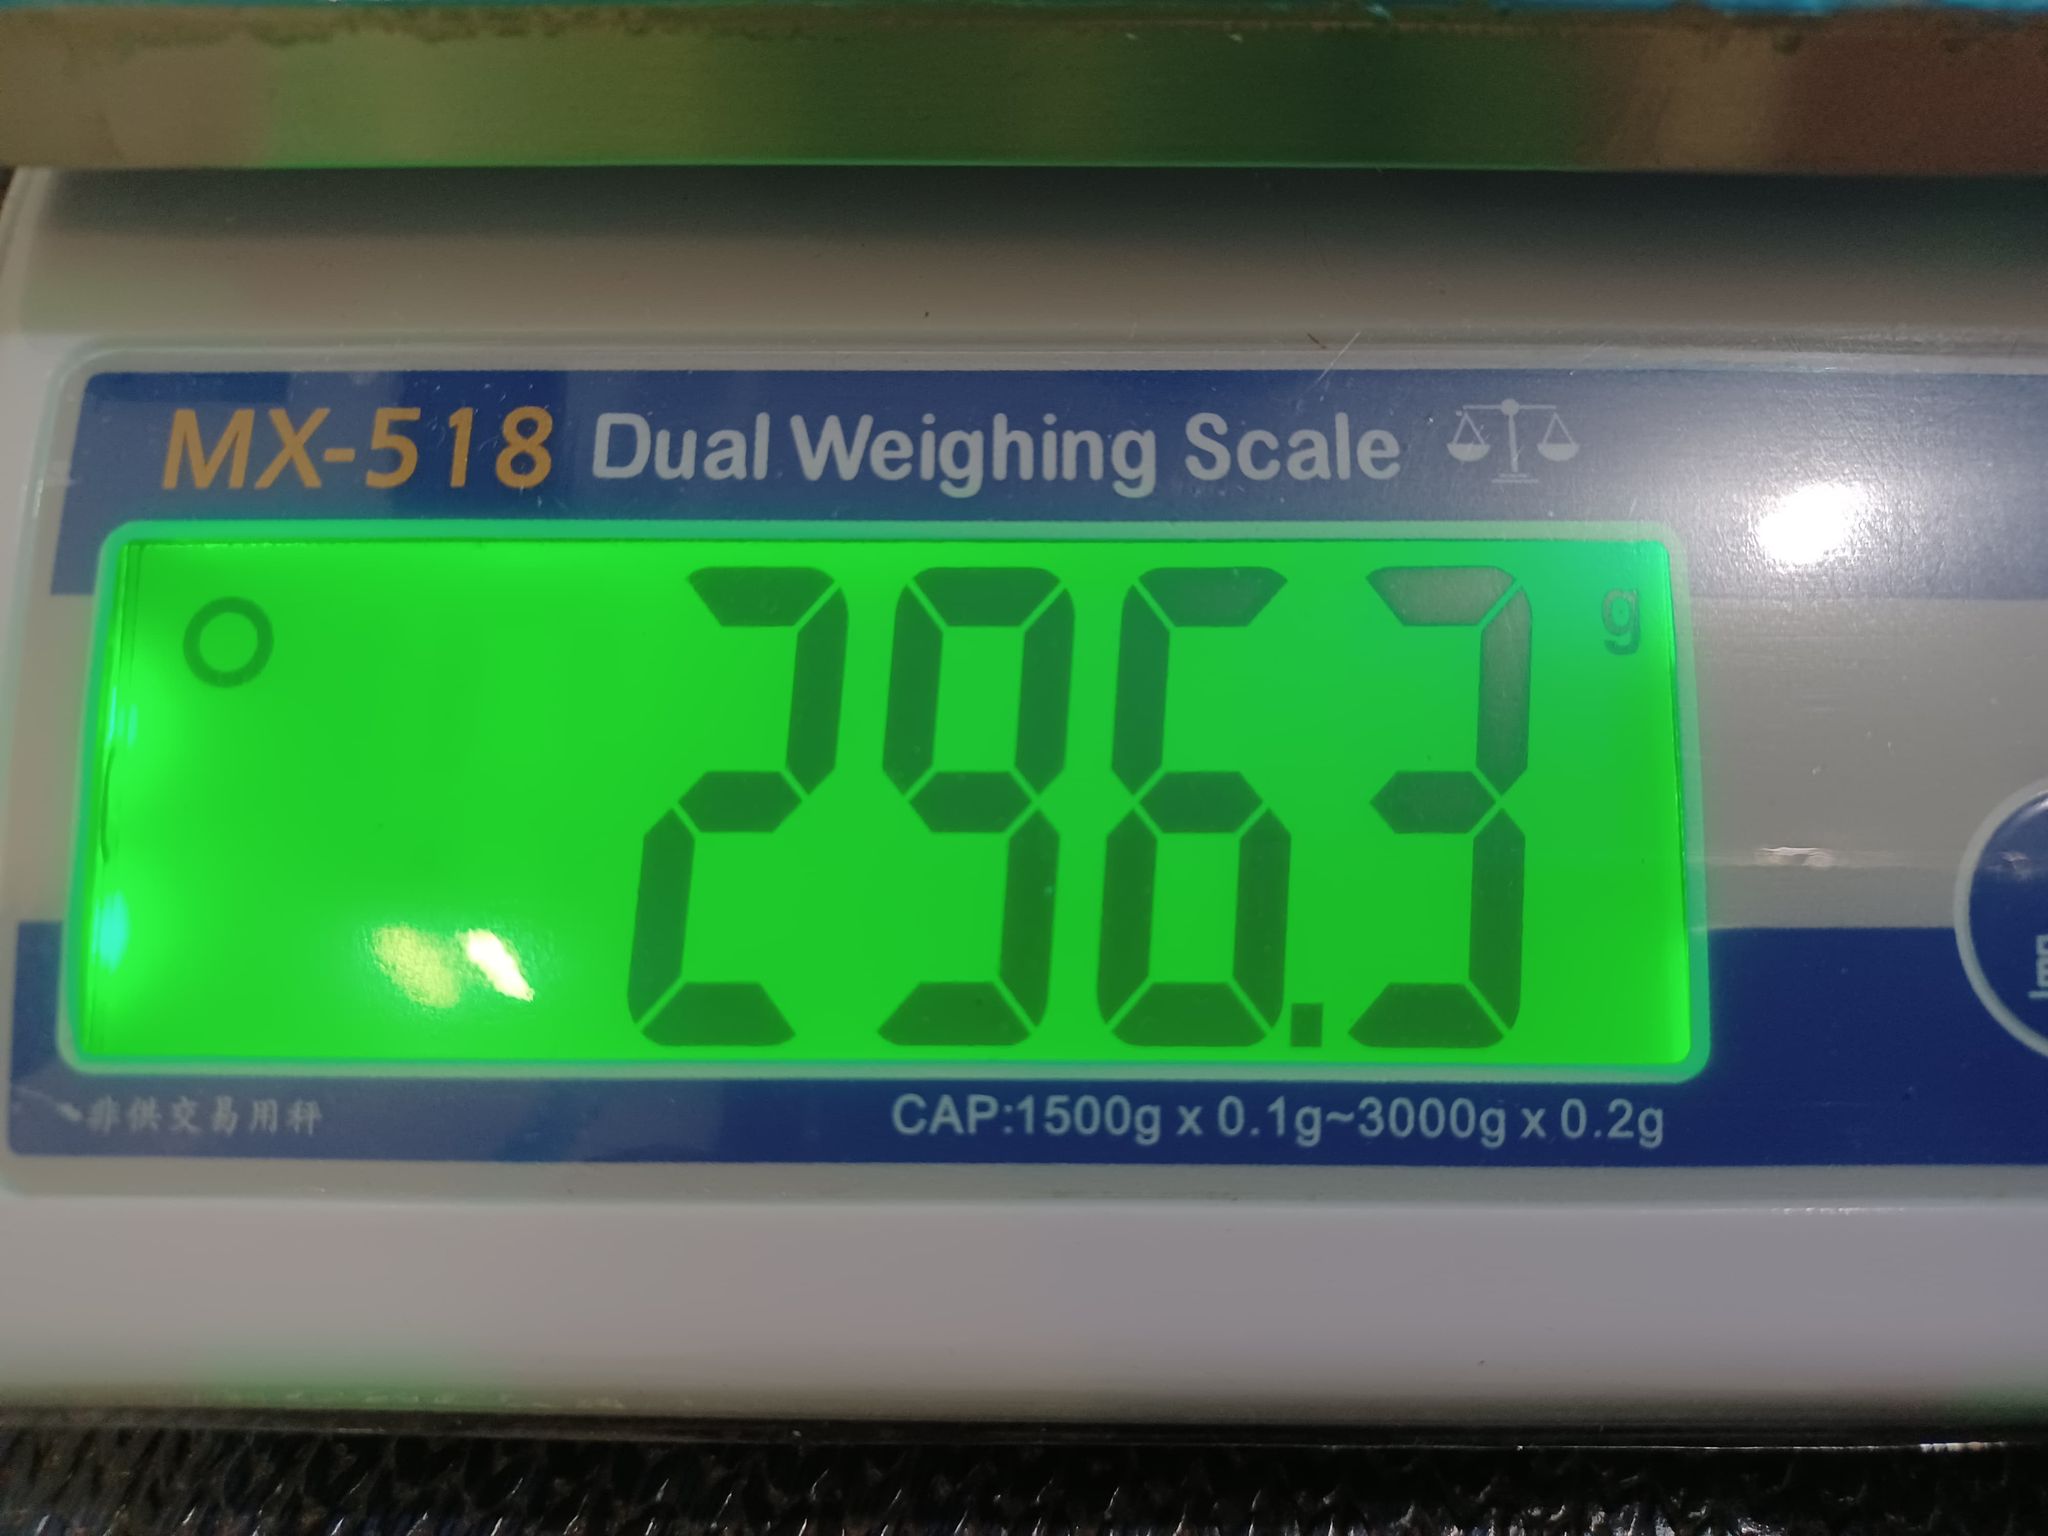 MX-518 Dual Weighing Scale
296.3 g
非供交易用秤
CAP:1500g x 0.1g~3000g x 0.2g